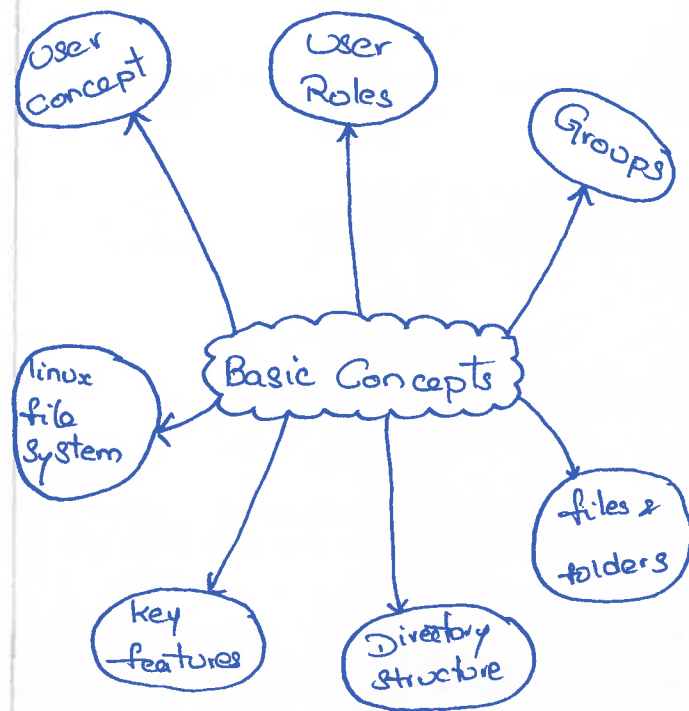 User
concept
User
Roles
Groups
Basic Concepts
linux
file
system
files &
folders
key
features
Directory
structure